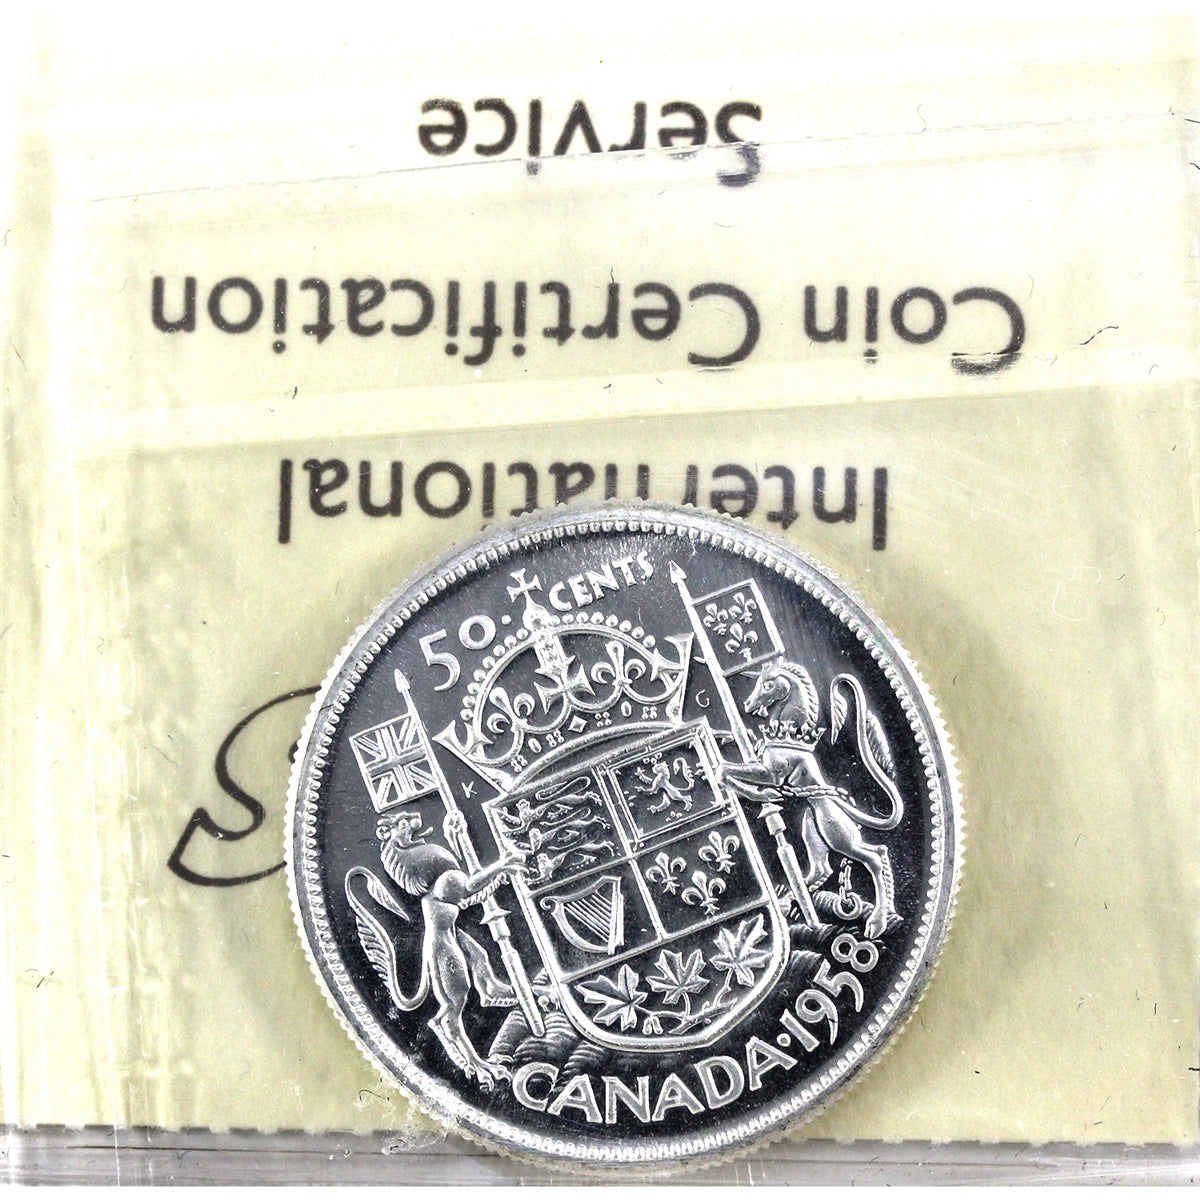 International
Coin Certification
Service
50 CENTS
K G
CANADA · 1958